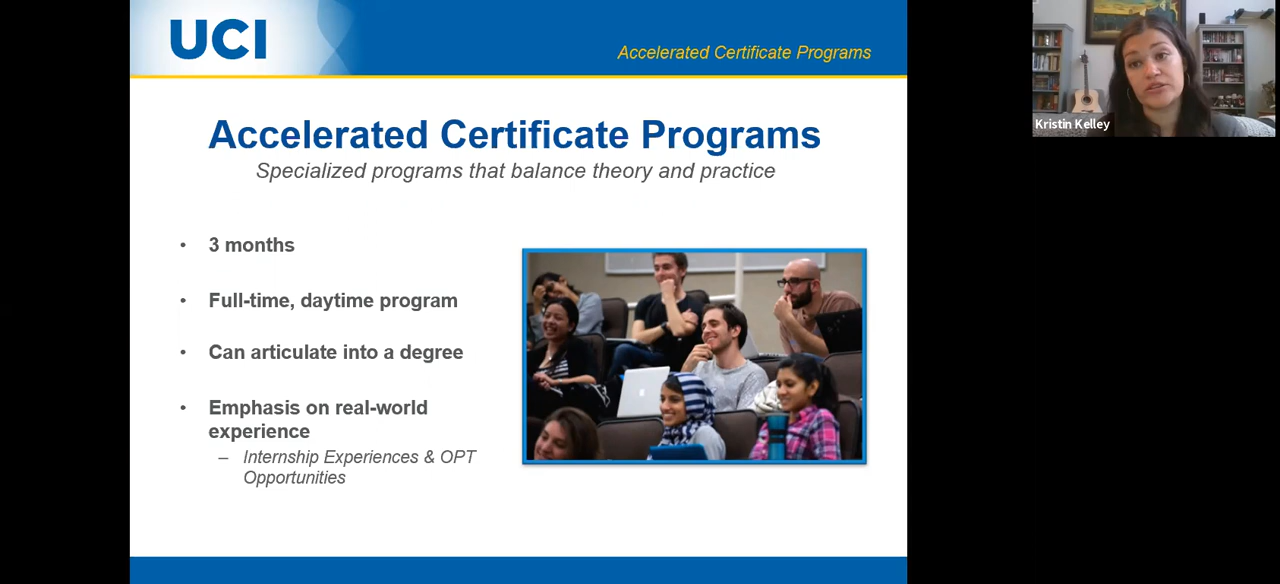 UCI
Accelerated Certificate Programs
Accelerated Certificate Programs
Specialized programs that balance theory and practice
• 3 months
• Full-time, daytime program
• Can articulate into a degree
• Emphasis on real-world
experience
– Internship Experiences & OPT
Opportunities
Kristin Kelley